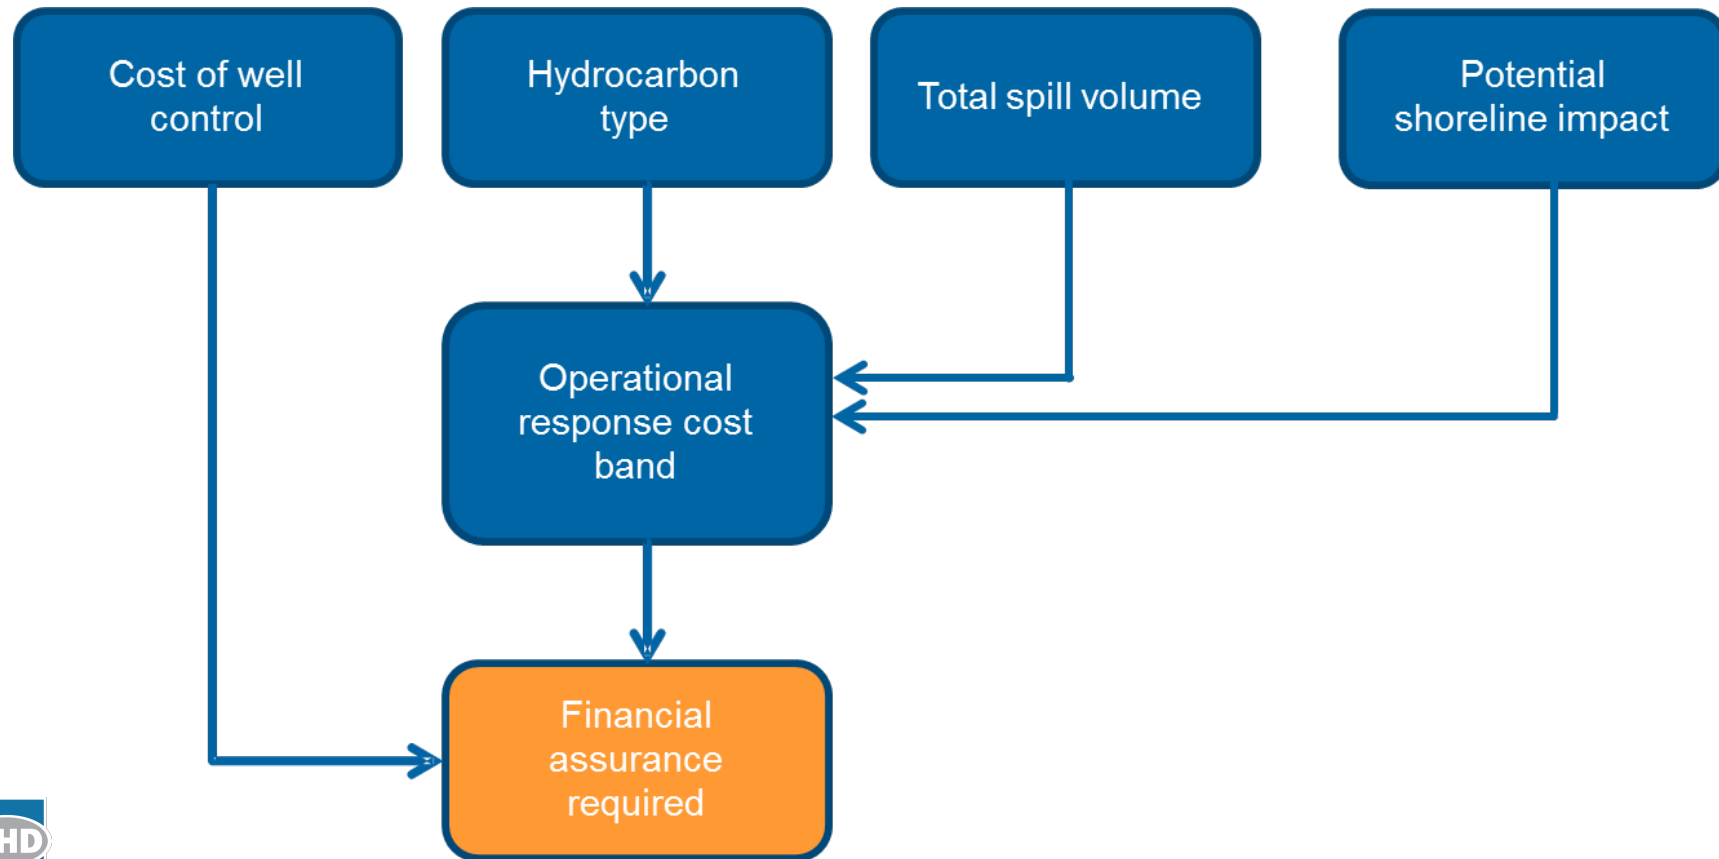 Cost of well
control
Hydrocarbon
type
Total spill volume
Potential
shoreline impact
Operational
response cost
band
Financial
assurance
required
HD